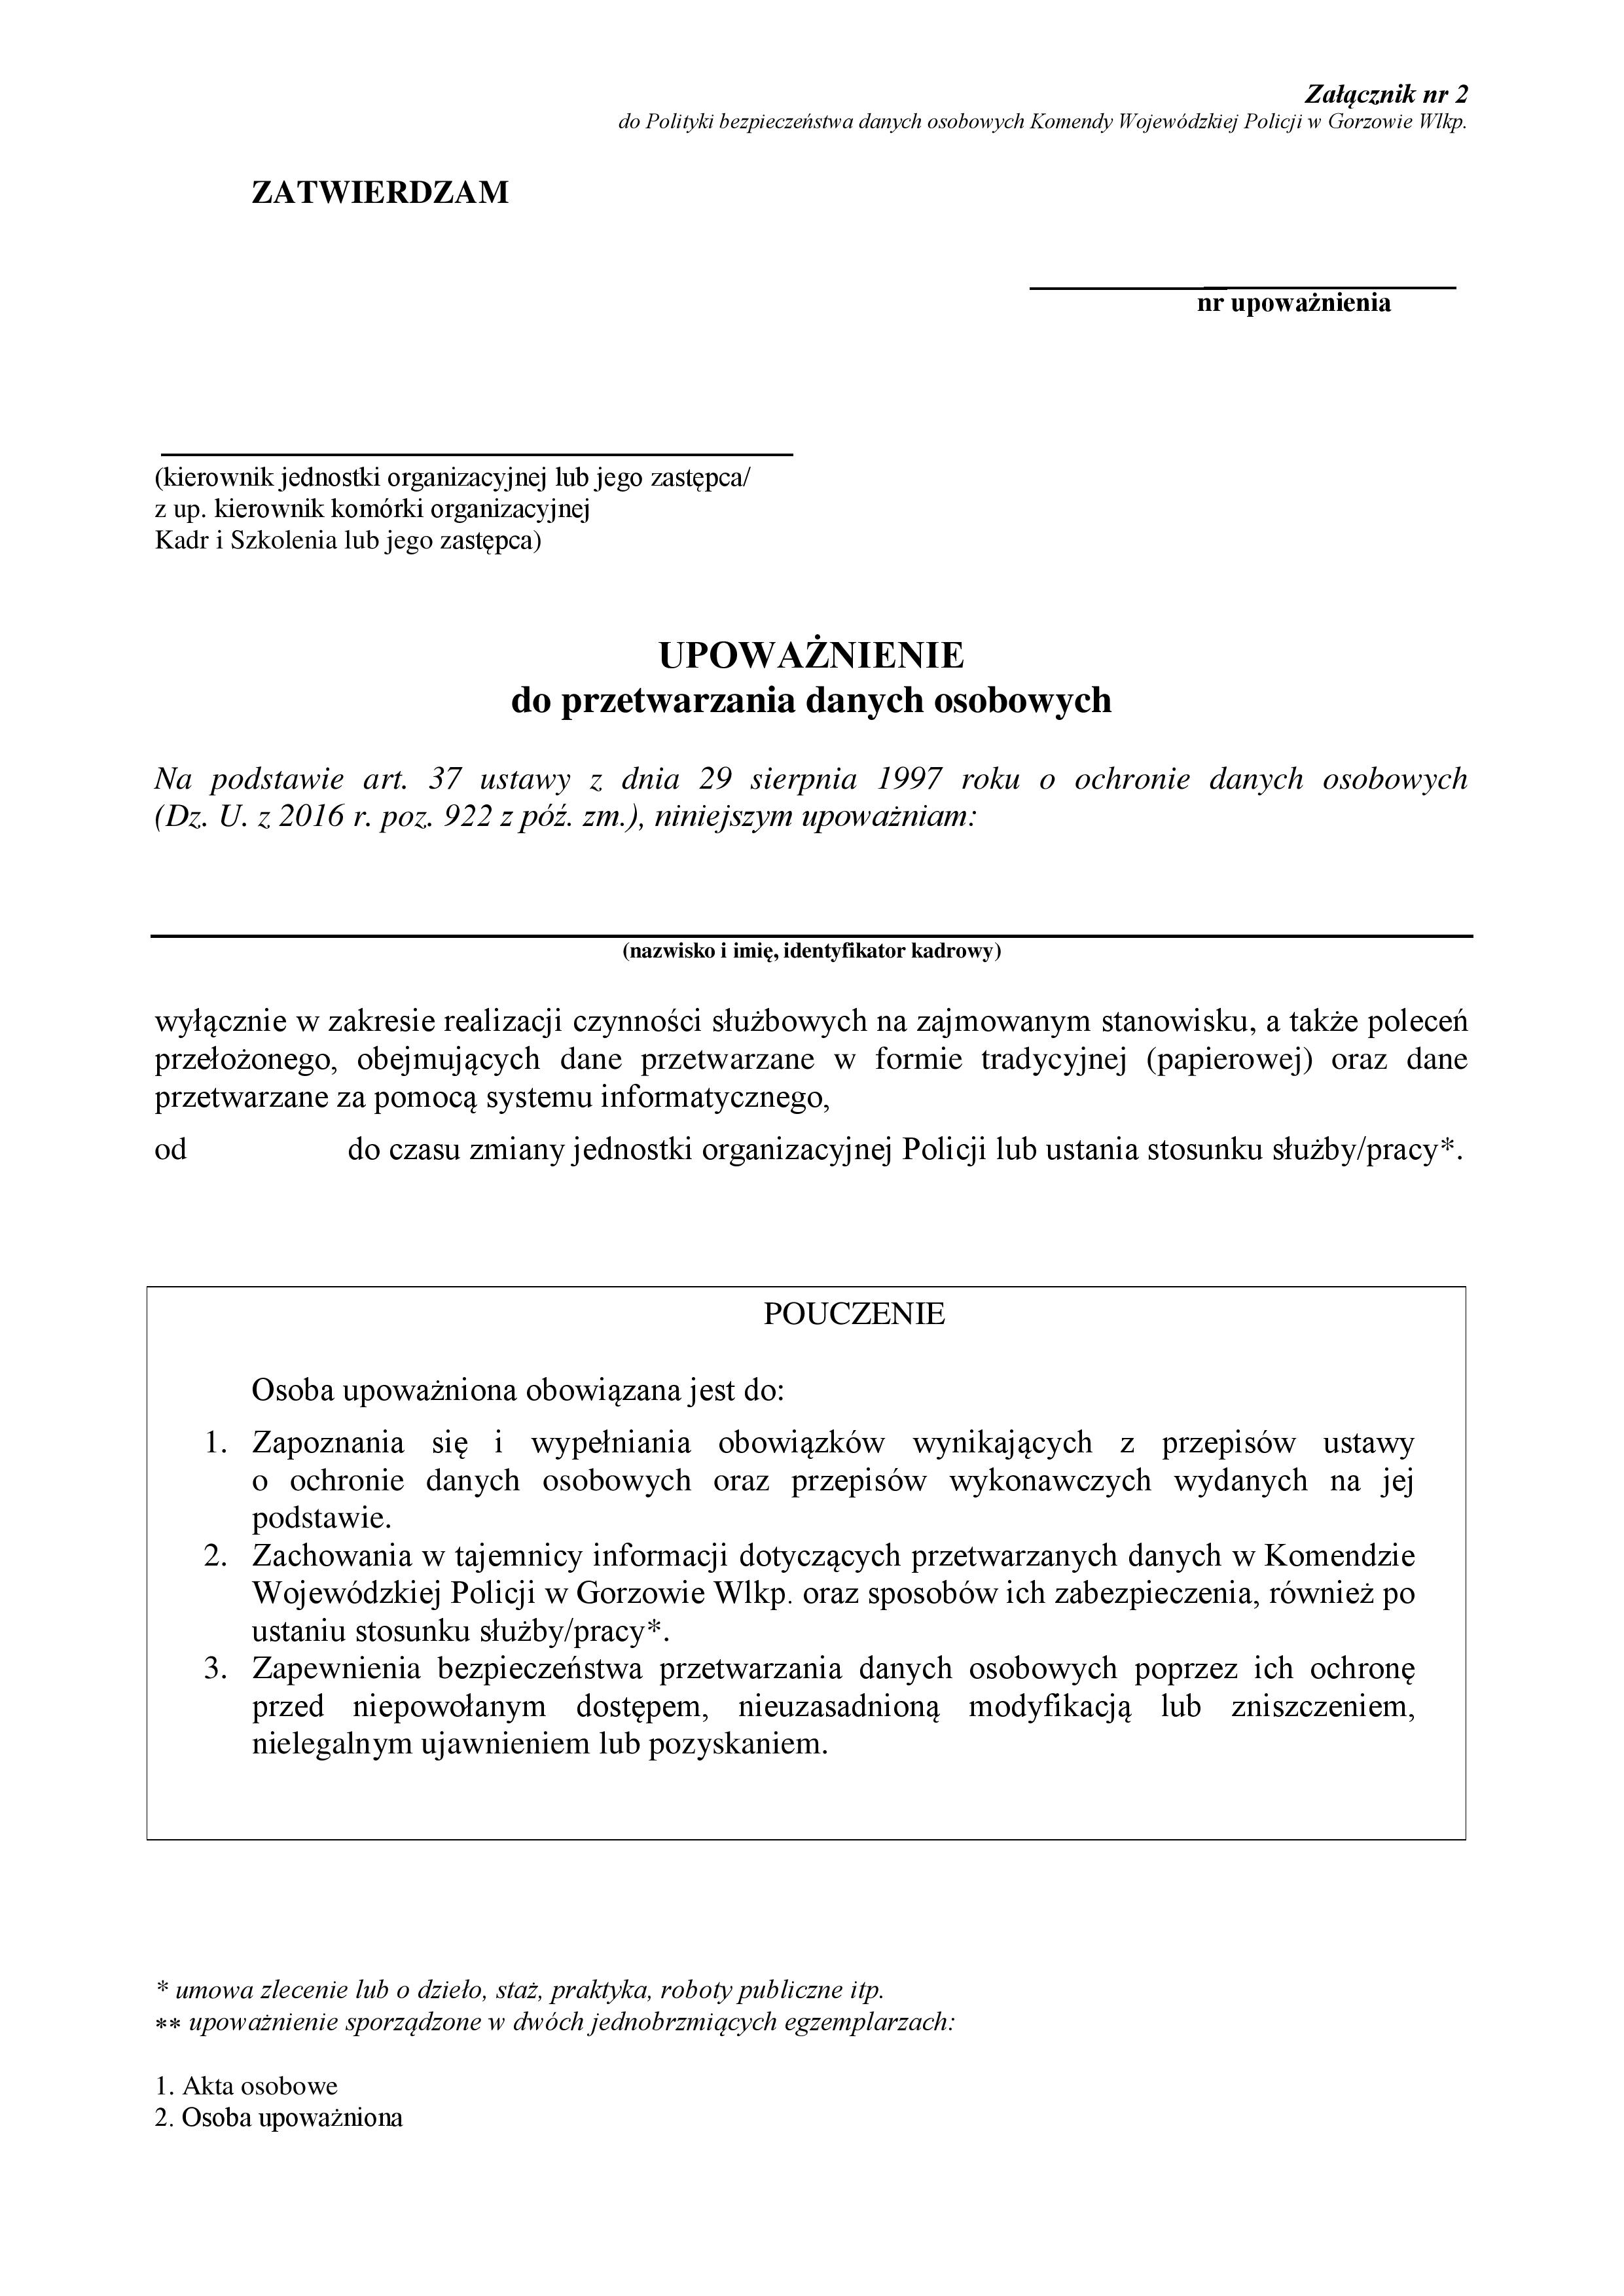 Załącznik nr 2
do Polityki bezpieczeństwa danych osobowych Komendy Wojewódzkiej Policji w Gorzowie Wlkp.
ZATWIERDZAM
nr upoważnienia
(kierownik jednostki organizacyjnej lub jego zastępca/
z up. kierownik komórki organizacyjnej
Kadr i Szkolenia lub jego zastępca)
UPOWAŻNIENIE
do przetwarzania danych osobowych
Na podstawie art. 37 ustawy z dnia 29 sierpnia 1997 roku o ochronie danych osobowych
(Dz. U. z 2016 r. poz. 922 z póź. zm.), niniejszym upoważniam:
(nazwisko i imię, identyfikator kadrowy)
wyłącznie w zakresie realizacji czynności służbowych na zajmowanym stanowisku, a także poleceń
przełożonego, obejmujących dane przetwarzane w formie tradycyjnej (papierowej) oraz dane
przetwarzane za pomocą systemu informatycznego,
od do czasu zmiany jednostki organizacyjnej Policji lub ustania stosunku służby/pracy*.
POUCZENIE
Osoba upoważniona obowiązana jest do:
1. Zapoznania się i wypełniania obowiązków wynikających z przepisów ustawy
o ochronie danych osobowych oraz przepisów wykonawczych wydanych na jej
podstawie.
2. Zachowania w tajemnicy informacji dotyczących przetwarzanych danych w Komendzie
Wojewódzkiej Policji w Gorzowie Wlkp. oraz sposobów ich zabezpieczenia, również po
ustaniu stosunku służby/pracy*.
3. Zapewnienia bezpieczeństwa przetwarzania danych osobowych poprzez ich ochronę
przed niepowołanym dostępem, nieuzasadnioną modyfikacją lub zniszczeniem,
nielegalnym ujawnieniem lub pozyskaniem.
* umowa zlecenie lub o dzieło, staż, praktyka, roboty publiczne itp.
** upoważnienie sporządzone w dwóch jednobrzmiących egzemplarzach:
1. Akta osobowe
2. Osoba upoważniona